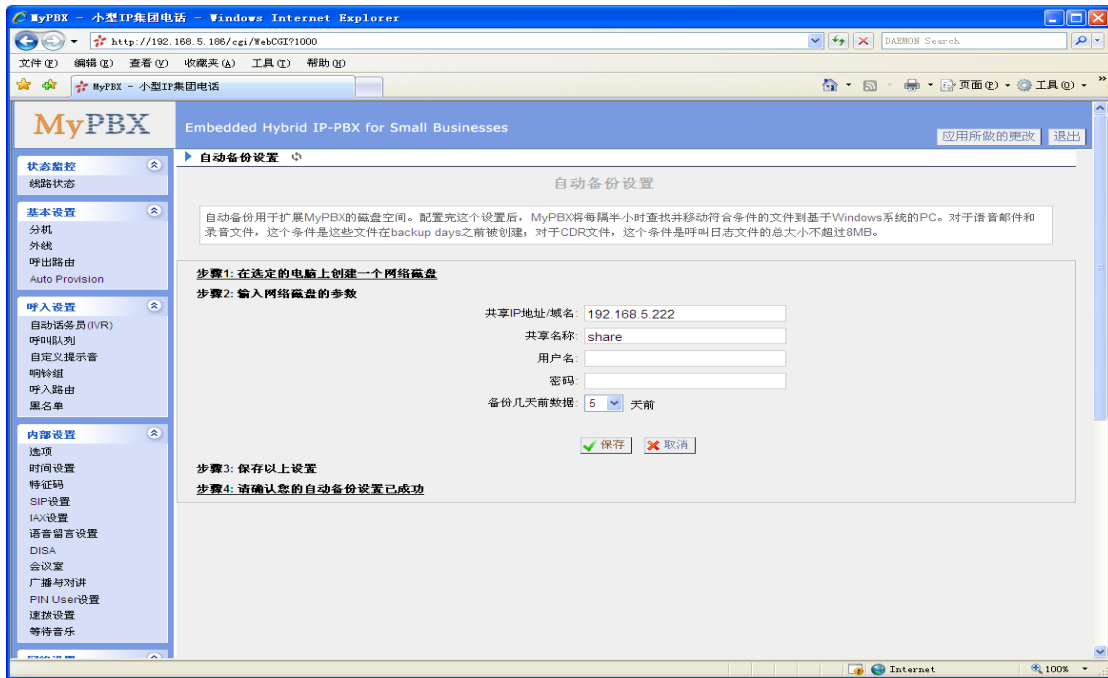 MyPBX - 小型IP集团电话 - Windows Internet Explorer
http://192.168.5.186/cgi/WebCGI?1000
DAEMON Search
文件(F) 编辑(E) 查看(V) 收藏夹(A) 工具(T) 帮助(H)
MyPBX - 小型IP集团电话
页面(P) 工具(O) »
MyPBX
Embedded Hybrid IP-PBX for Small Businesses
应用所做的更改 退出
状态监控
线路状态
基本设置
分机
外线
呼出路由
Auto Provision
呼入设置
自动话务员(IVR)
呼叫队列
自定义提示音
响铃组
呼入路由
黑名单
内部设置
选项
时间设置
特征码
SIP设置
IAX设置
语音留言设置
DISA
会议室
广播与对讲
PIN User设置
速拨设置
等待音乐
自动备份设置
自动备份设置
自动备份用于扩展MyPBX的磁盘空间。配置完这个设置后，MyPBX将每隔半小时查找并移动符合条件的文件到基于Windows系统的PC。对于语音邮件和
录音文件，这个条件是这些文件在backup days之前被创建；对于CDR文件，这个条件是呼叫日志文件的总大小不超过8MB。
步骤1: 在选定的电脑上创建一个网络磁盘
步骤2: 输入网络磁盘的参数
共享IP地址/域名: 192.168.5.222
共享名称: share
用户名:
密码:
备份几天前数据: 5 天前
保存 取消
步骤3: 保存以上设置
步骤4: 请确认您的自动备份设置已成功
Internet 100%